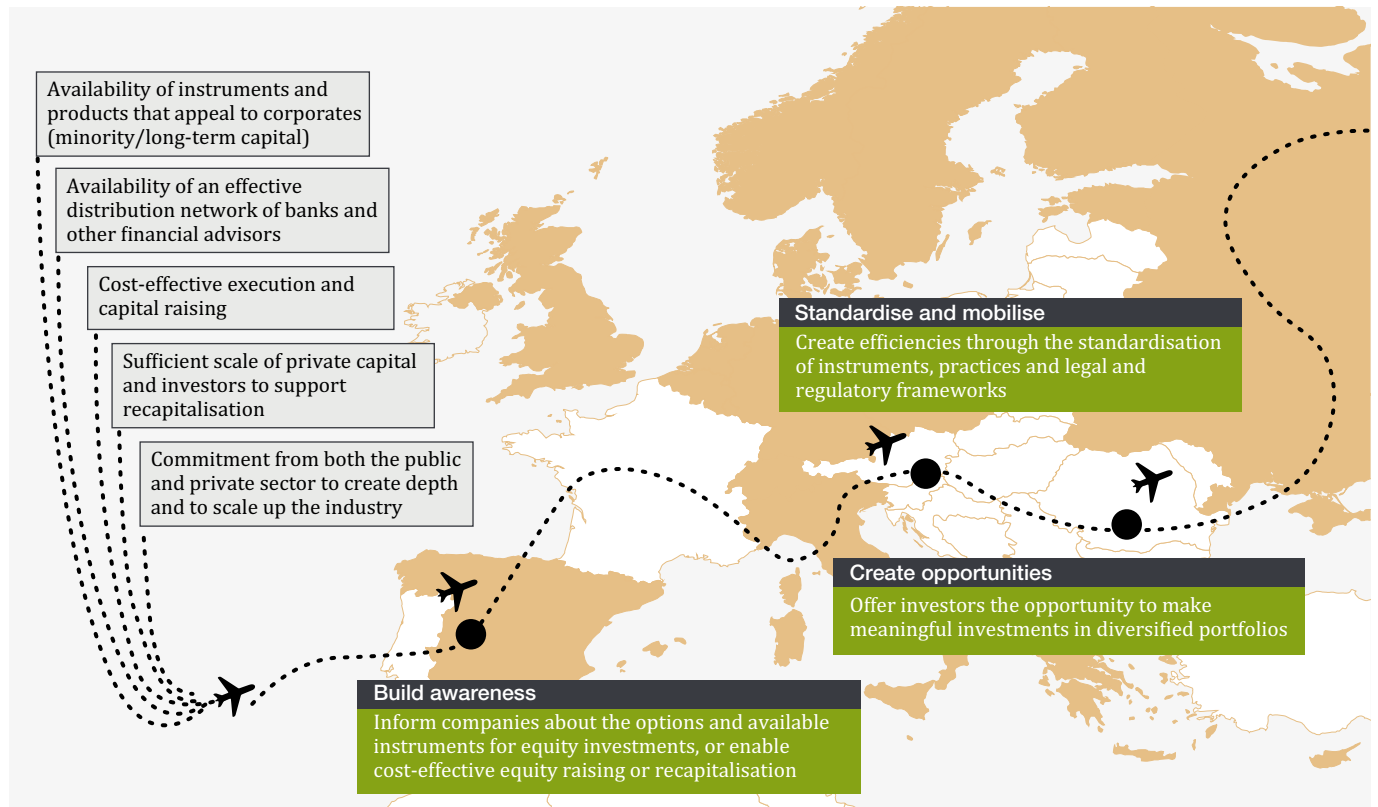 Availability of instruments and
products that appeal to corporates
(minority/long-term capital)
Availability of an effective
distribution network of banks and
other financial advisors
Cost-effective execution and
capital raising
Sufficient scale of private capital
and investors to support
recapitalisation
Commitment from both the public
and private sector to create depth
and to scale up the industry
Standardise and mobilise
Create efficiencies through the standardisation
of instruments, practices and legal and
regulatory frameworks
Create opportunities
Offer investors the opportunity to make
meaningful investments in diversified portfolios
Build awareness
Inform companies about the options and available
instruments for equity investments, or enable
cost-effective equity raising or recapitalisation